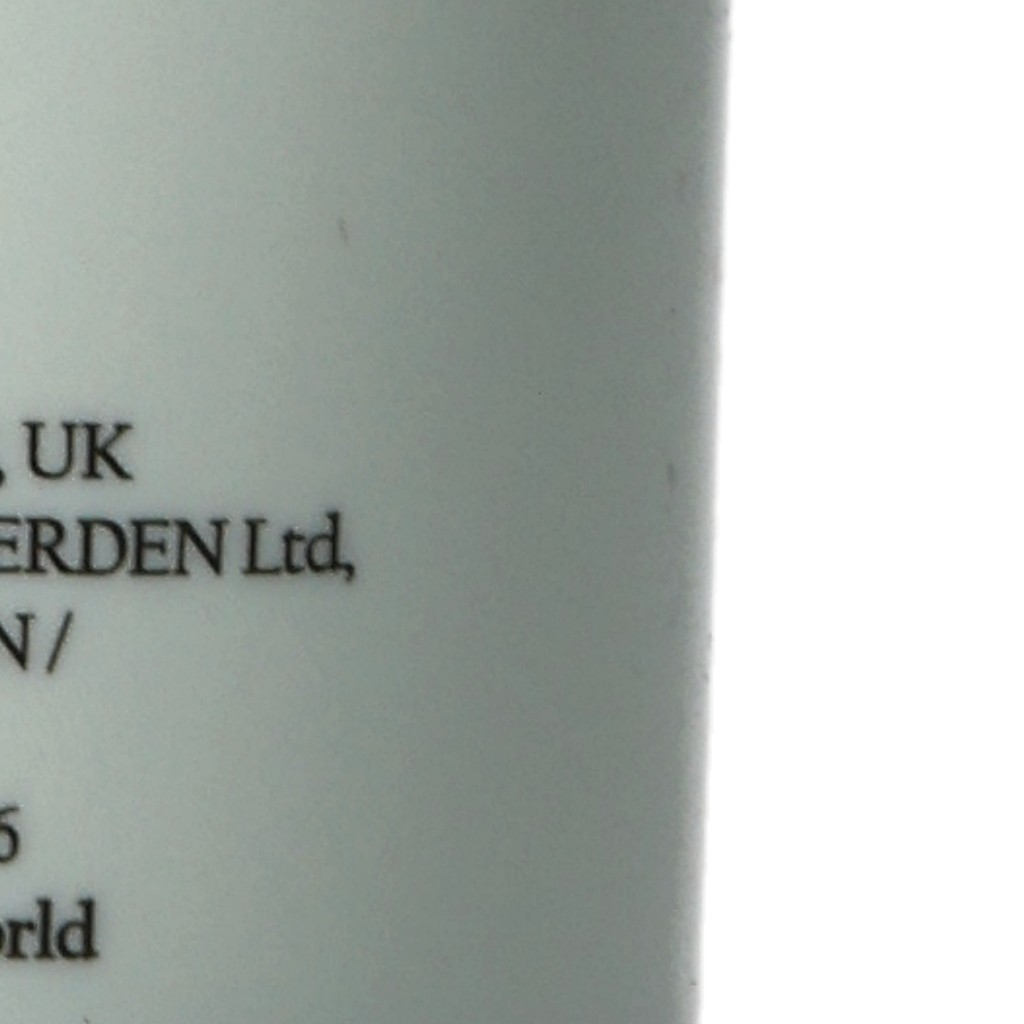 , UK
ERDEN Ltd,
N /
6
orld